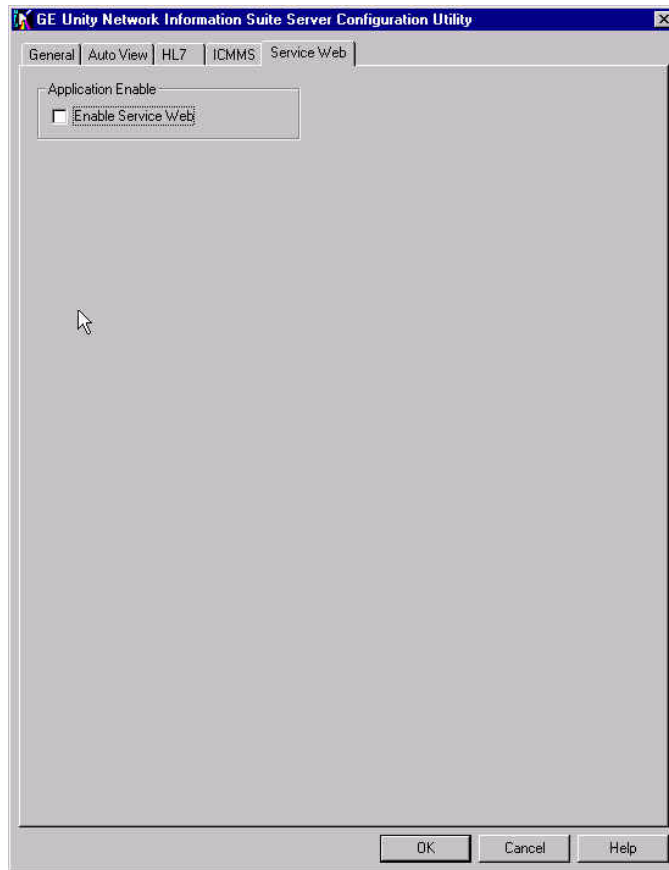 GE Unity Network Information Suite Server Configuration Utility
General Auto View HL7 ICMMS Service Web
Application Enable
Enable Service Web
OK Cancel Help